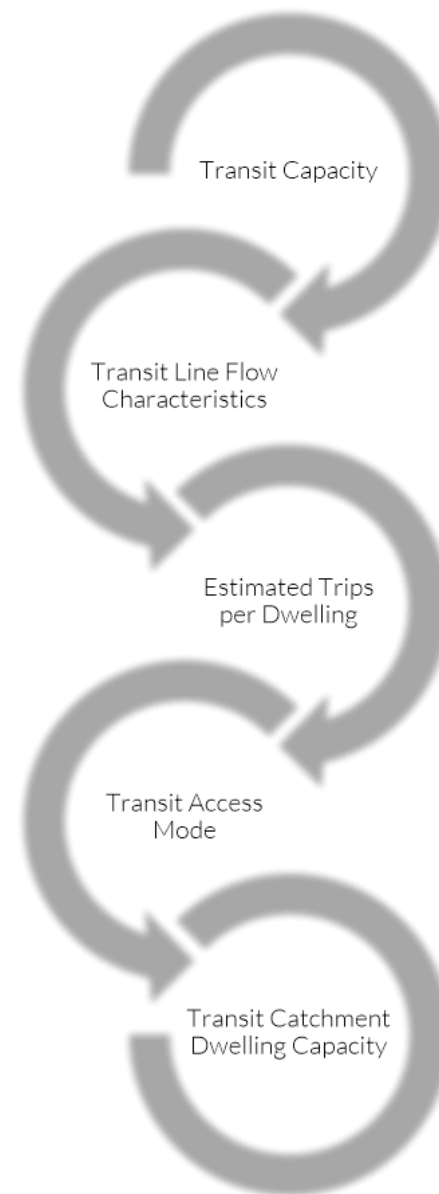 Transit Capacity
Transit Line Flow
Characteristics
Estimated Trips
per Dwelling
Transit Access
Mode
Transit Catchment
Dwelling Capacity